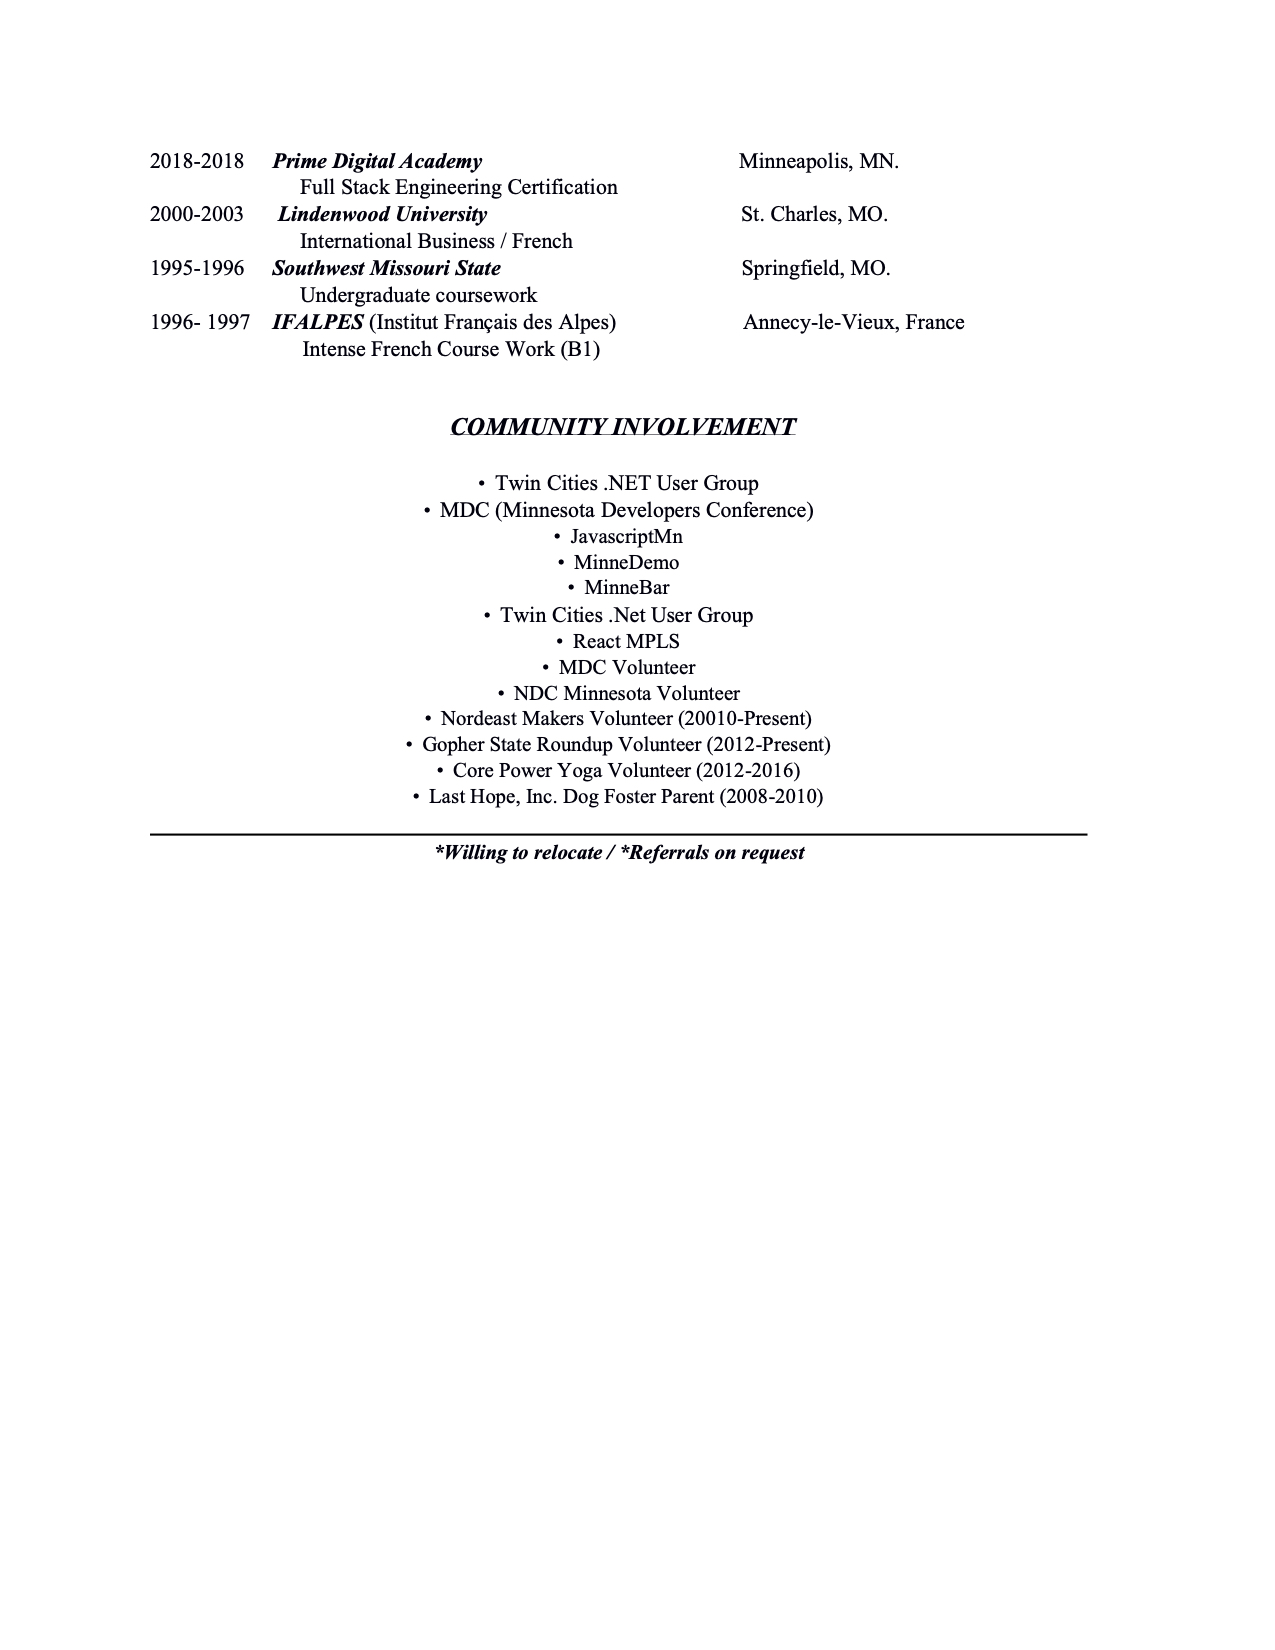 2018-2018 Prime Digital Academy Minneapolis, MN.
Full Stack Engineering Certification
2000-2003 Lindenwood University St. Charles, MO.
International Business / French
1995-1996 Southwest Missouri State Springfield, MO.
Undergraduate coursework
1996- 1997 IFALPES (Institut Français des Alpes) Annecy-le-Vieux, France
Intense French Course Work (B1)
COMMUNITY INVOLVEMENT
• Twin Cities .NET User Group
• MDC (Minnesota Developers Conference)
• JavascriptMn
• MinneDemo
• MinneBar
• Twin Cities .Net User Group
• React MPLS
• MDC Volunteer
• NDC Minnesota Volunteer
• Nordeast Makers Volunteer (20010-Present)
• Gopher State Roundup Volunteer (2012-Present)
• Core Power Yoga Volunteer (2012-2016)
• Last Hope, Inc. Dog Foster Parent (2008-2010)
*Willing to relocate / *Referrals on request